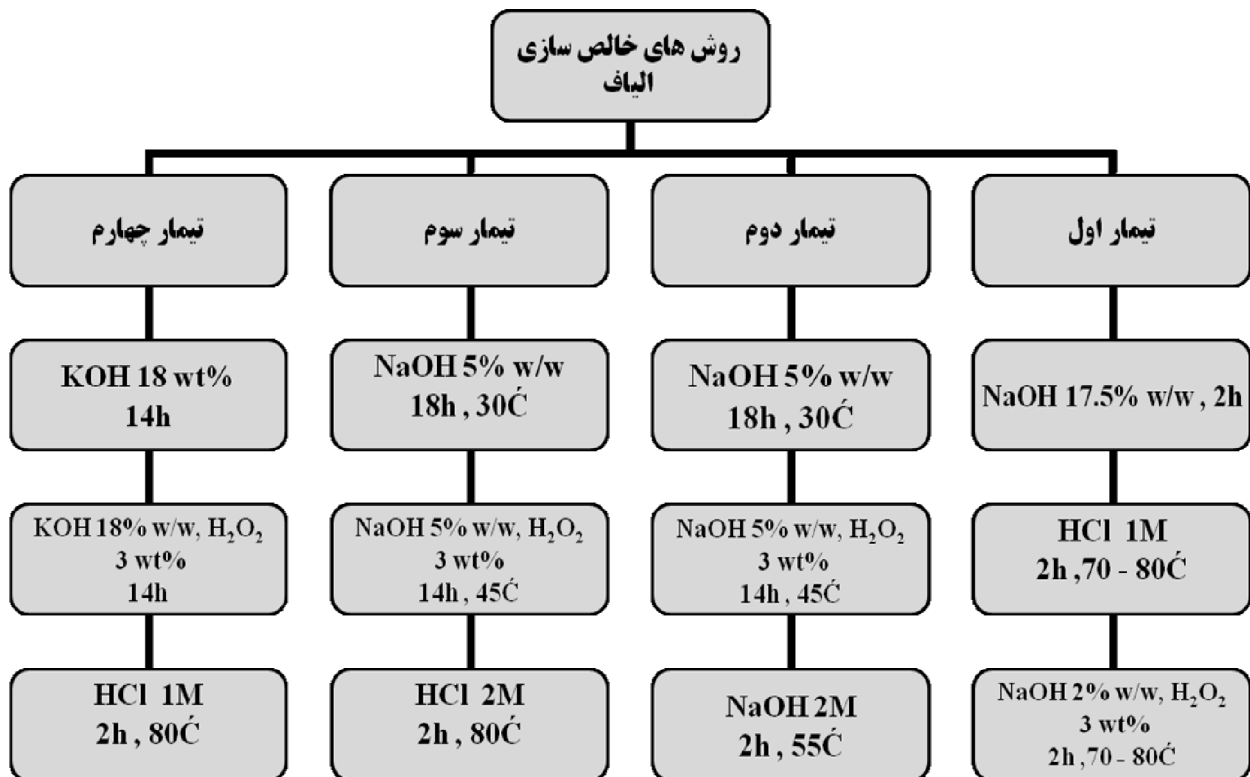 روش های خالص سازی
الیاف
تیمار اول
NaOH 17.5% w/w , 2h
HCl 1M
2h ,70 - 80Ć
NaOH 2% w/w, H₂O₂
3 wt%
2h ,70 - 80Ć
تیمار دوم
NaOH 5% w/w
18h , 30Ć
NaOH 5% w/w, H₂O₂
3 wt%
14h , 45Ć
NaOH 2M
2h , 55Ć
تیمار سوم
NaOH 5% w/w
18h , 30Ć
NaOH 5% w/w, H₂O₂
3 wt%
14h , 45Ć
HCl 2M
2h , 80Ć
تیمار چهارم
KOH 18 wt%
14h
KOH 18% w/w, H₂O₂
3 wt%
14h
HCl 1M
2h , 80Ć